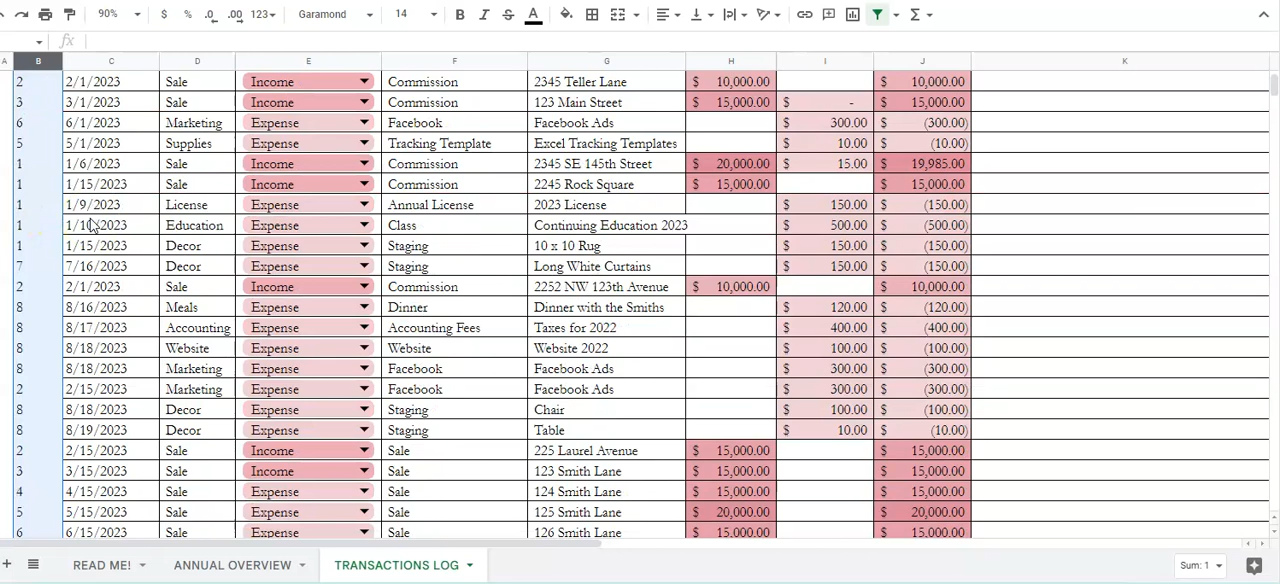 90% $ % .0 .00 123 Garamond 14 B I S A Σ
fx
A B C D E F G H I J K
2 2/1/2023 Sale Income Commission 2345 Teller Lane $ 10,000.00 $ 10,000.00
3 3/1/2023 Sale Income Commission 123 Main Street $ 15,000.00 $ - $ 15,000.00
6 6/1/2023 Marketing Expense Facebook Facebook Ads $ 300.00 $ (300.00)
5 5/1/2023 Supplies Expense Tracking Template Excel Tracking Templates $ 10.00 $ (10.00)
1 1/6/2023 Sale Income Commission 2345 SE 145th Street $ 20,000.00 $ 15.00 $ 19,985.00
1 1/15/2023 Sale Income Commission 2245 Rock Square $ 15,000.00 $ 15,000.00
1 1/9/2023 License Expense Annual License 2023 License $ 150.00 $ (150.00)
1 1/10/2023 Education Expense Class Continuing Education 2023 $ 500.00 $ (500.00)
1 1/15/2023 Decor Expense Staging 10 x 10 Rug $ 150.00 $ (150.00)
7 7/16/2023 Decor Expense Staging Long White Curtains $ 150.00 $ (150.00)
2 2/1/2023 Sale Income Commission 2252 NW 123th Avenue $ 10,000.00 $ 10,000.00
8 8/16/2023 Meals Expense Dinner Dinner with the Smiths $ 120.00 $ (120.00)
8 8/17/2023 Accounting Expense Accounting Fees Taxes for 2022 $ 400.00 $ (400.00)
8 8/18/2023 Website Expense Website Website 2022 $ 100.00 $ (100.00)
8 8/18/2023 Marketing Expense Facebook Facebook Ads $ 300.00 $ (300.00)
2 2/15/2023 Marketing Expense Facebook Facebook Ads $ 300.00 $ (300.00)
8 8/18/2023 Decor Expense Staging Chair $ 100.00 $ (100.00)
8 8/19/2023 Decor Expense Staging Table $ 10.00 $ (10.00)
2 2/15/2023 Sale Income Sale 225 Laurel Avenue $ 15,000.00 $ 15,000.00
3 3/15/2023 Sale Income Sale 123 Smith Lane $ 15,000.00 $ 15,000.00
4 4/15/2023 Sale Expense Sale 124 Smith Lane $ 15,000.00 $ 15,000.00
5 5/15/2023 Sale Expense Sale 125 Smith Lane $ 20,000.00 $ 20,000.00
6 6/15/2023 Sale Expense Sale 126 Smith Lane $ 15,000.00 $ 15,000.00
READ ME! ANNUAL OVERVIEW TRANSACTIONS LOG Sum: 1